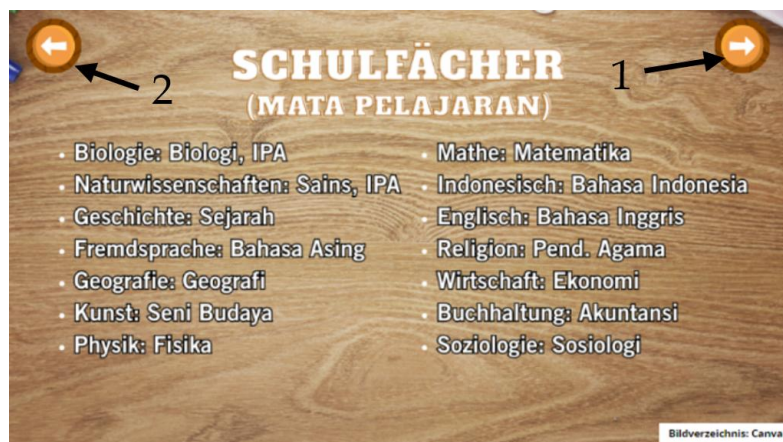 SCHULFÄCHER
(MATA PELAJARAN)
2
1
Biologie: Biologi, IPA
Naturwissenschaften: Sains, IPA
Geschichte: Sejarah
Fremdsprache: Bahasa Asing
Geografie: Geografi
Kunst: Seni Budaya
Physik: Fisika
Mathe: Matematika
Indonesisch: Bahasa Indonesia
Englisch: Bahasa Inggris
Religion: Pend. Agama
Wirtschaft: Ekonomi
Buchhaltung: Akuntansi
Soziologie: Sosiologi
Bildverzeichnis: Canva